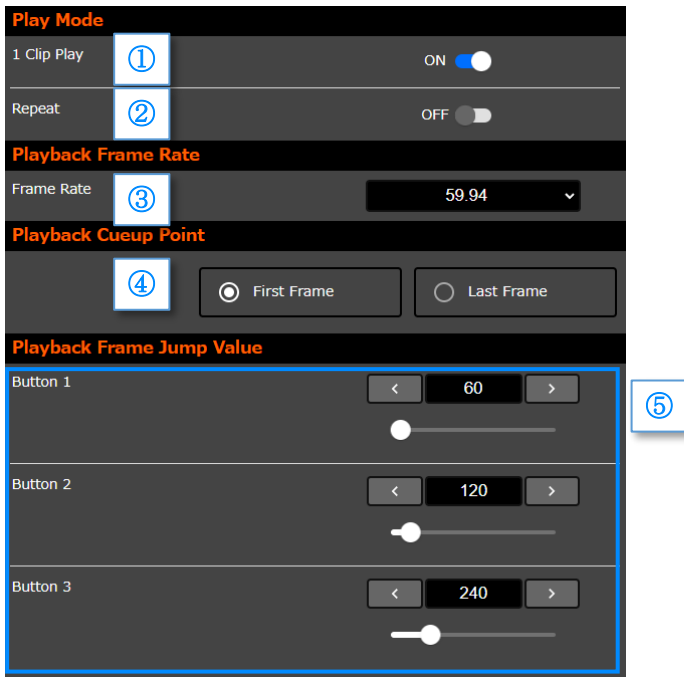 Play Mode
1 Clip Play ① ON
Repeat ② OFF
Playback Frame Rate
Frame Rate ③ 59.94
Playback Cueup Point
④ First Frame Last Frame
Playback Frame Jump Value
Button 1 < 60 >
⑤
Button 2 < 120 >
Button 3 < 240 >